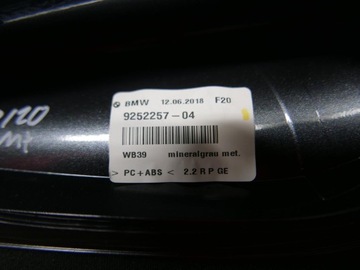 BMW 12.06.2018 F20
9252257-04
WB39 mineralgrau met.
> PC+ABS < 2.2 R P GE